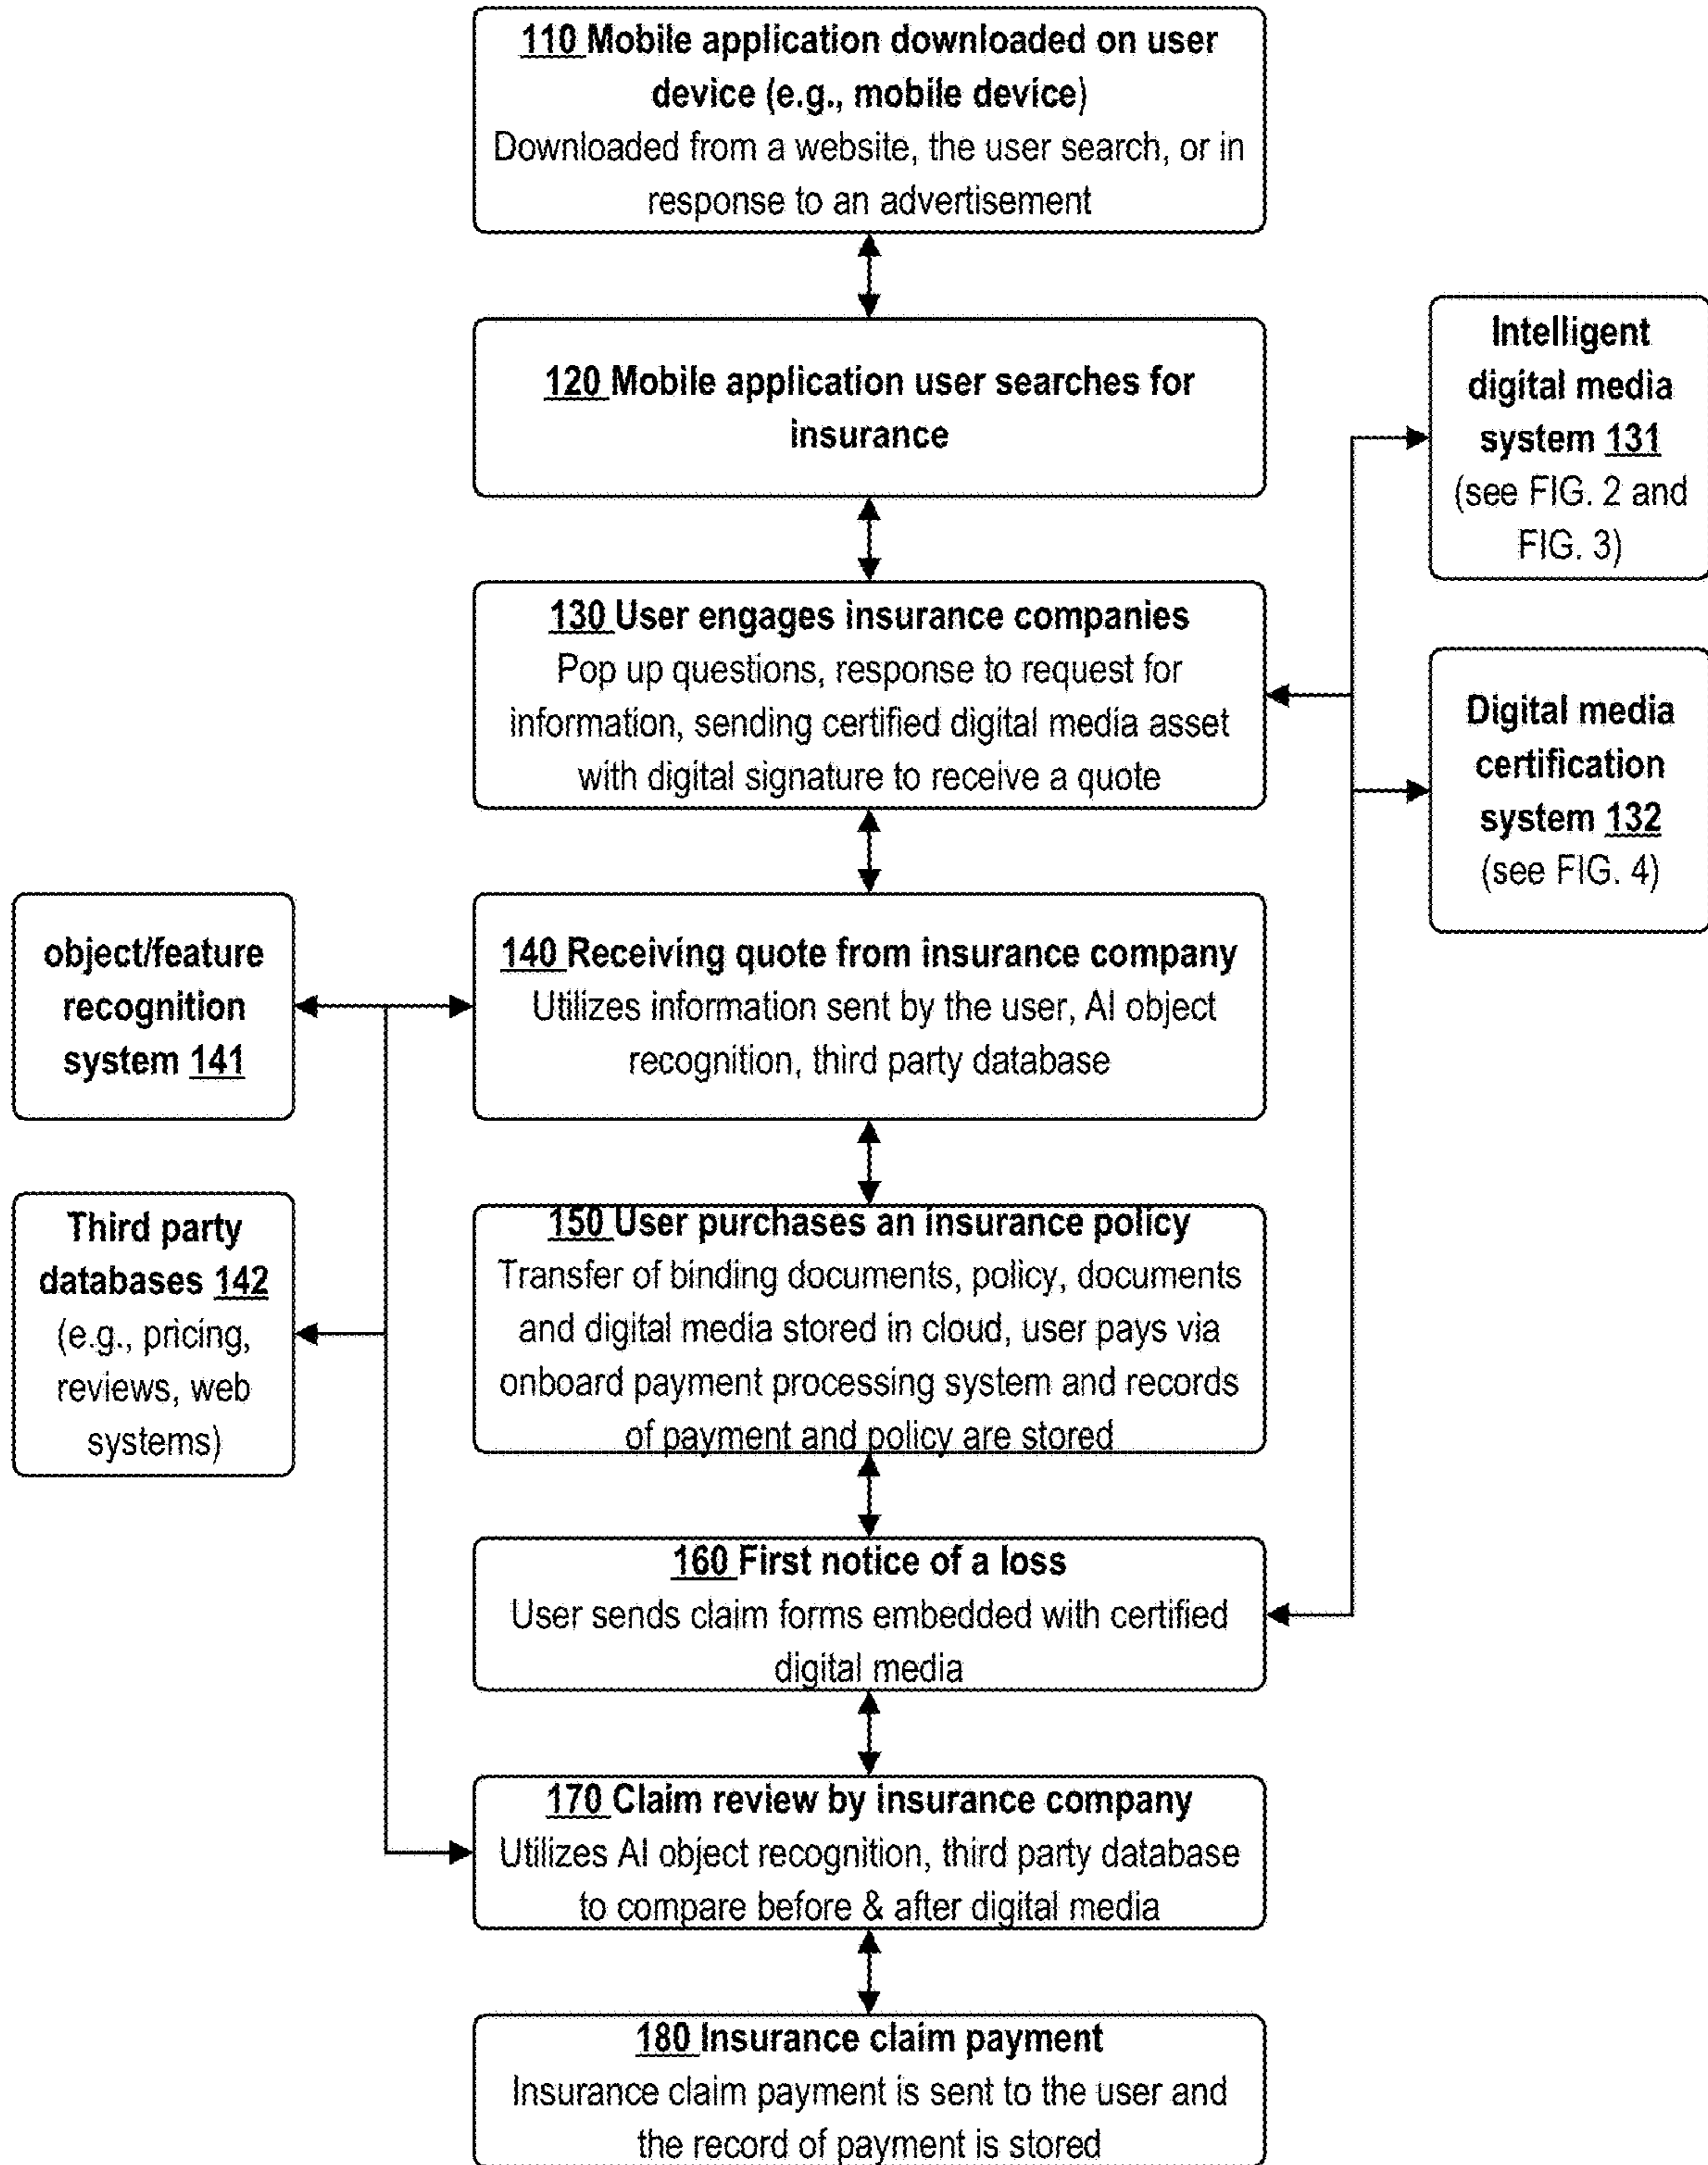 110 Mobile application downloaded on user
device (e.g., mobile device)
Downloaded from a website, the user search, or in
response to an advertisement
120 Mobile application user searches for
insurance
Intelligent
digital media
system 131
(see FIG. 2 and
FIG. 3)
130 User engages insurance companies
Pop up questions, response to request for
information, sending certified digital media asset
with digital signature to receive a quote
Digital media
certification
system 132
(see FIG. 4)
object/feature
recognition
system 141
140 Receiving quote from insurance company
Utilizes information sent by the user, AI object
recognition, third party database
Third party
databases 142
(e.g., pricing,
reviews, web
systems)
150 User purchases an insurance policy
Transfer of binding documents, policy, documents
and digital media stored in cloud, user pays via
onboard payment processing system and records
of payment and policy are stored
160 First notice of a loss
User sends claim forms embedded with certified
digital media
170 Claim review by insurance company
Utilizes AI object recognition, third party database
to compare before & after digital media
180 Insurance claim payment
Insurance claim payment is sent to the user and
the record of payment is stored